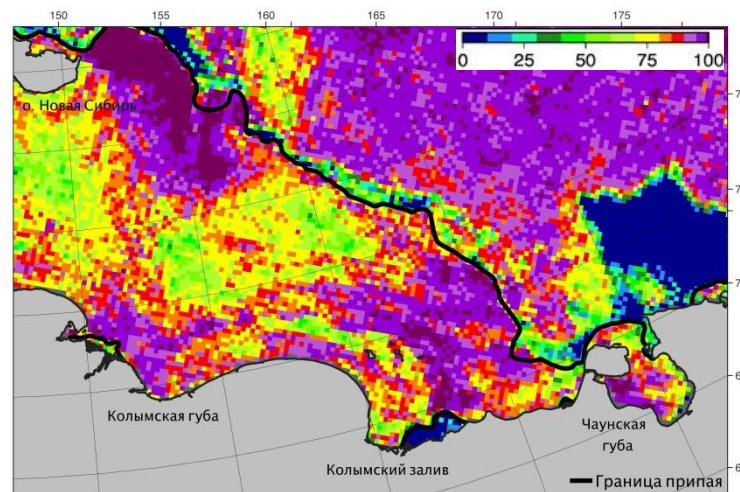 150 155 160 165 170 175
0 25 50 75 100
о. Новая Сибирь
Колымская губа
Чаунская
губа
Колымский залив
Граница припая